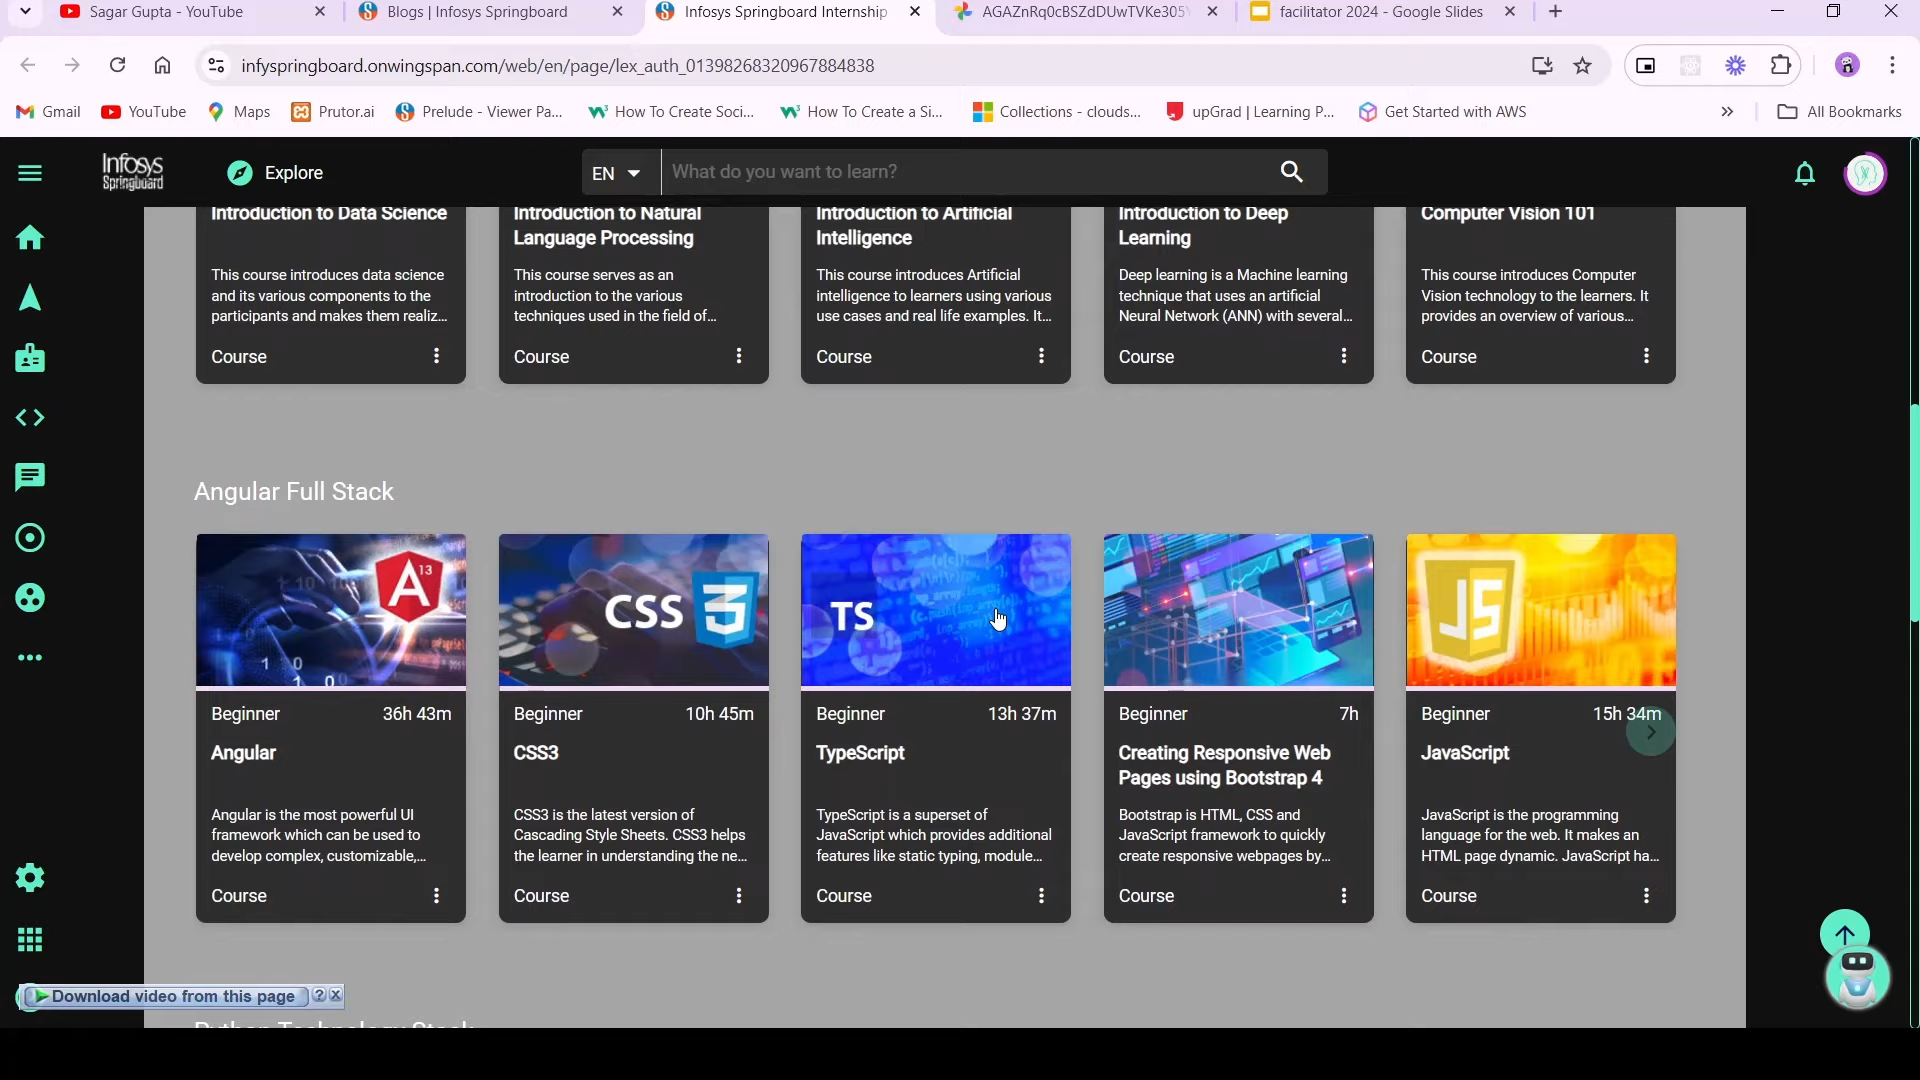 Sagar Gupta - YouTube
Blogs | Infosys Springboard
Infosys Springboard Internship
AGAZnRq0cBSZdDUwTVKe305
facilitator 2024 - Google Slides
infyspringboard.onwingspan.com/web/en/page/lex_auth_01398268320967884838
Gmail
YouTube
Maps
Prutor.ai
Prelude - Viewer Pa...
How To Create Soci...
How To Create a Si...
Collections - clouds...
upGrad | Learning P...
Get Started with AWS
All Bookmarks
Infosys
Springboard
Explore
EN
What do you want to learn?
Introduction to Data Science
This course introduces data science
and its various components to the
participants and makes them realiz...
Course
Introduction to Natural
Language Processing
This course serves as an
introduction to the various
techniques used in the field of...
Course
Introduction to Artificial
Intelligence
This course introduces Artificial
intelligence to learners using various
use cases and real life examples. It...
Course
Introduction to Deep
Learning
Deep learning is a Machine learning
technique that uses an artificial
Neural Network (ANN) with several...
Course
Computer Vision 101
This course introduces Computer
Vision technology to the learners. It
provides an overview of various...
Course
Angular Full Stack
A 13
Beginner 36h 43m
Angular
Angular is the most powerful UI
framework which can be used to
develop complex, customizable,...
Course
CSS 3
Beginner 10h 45m
CSS3
CSS3 is the latest version of
Cascading Style Sheets. CSS3 helps
the learner in understanding the ne...
Course
TS
Beginner 13h 37m
TypeScript
TypeScript is a superset of
JavaScript which provides additional
features like static typing, module...
Course
Beginner 7h
Creating Responsive Web
Pages using Bootstrap 4
Bootstrap is HTML, CSS and
JavaScript framework to quickly
create responsive webpages by...
Course
JS
Beginner 15h 34m
JavaScript
JavaScript is the programming
language for the web. It makes an
HTML page dynamic. JavaScript ha...
Course
Download video from this page
Python Technology Stack